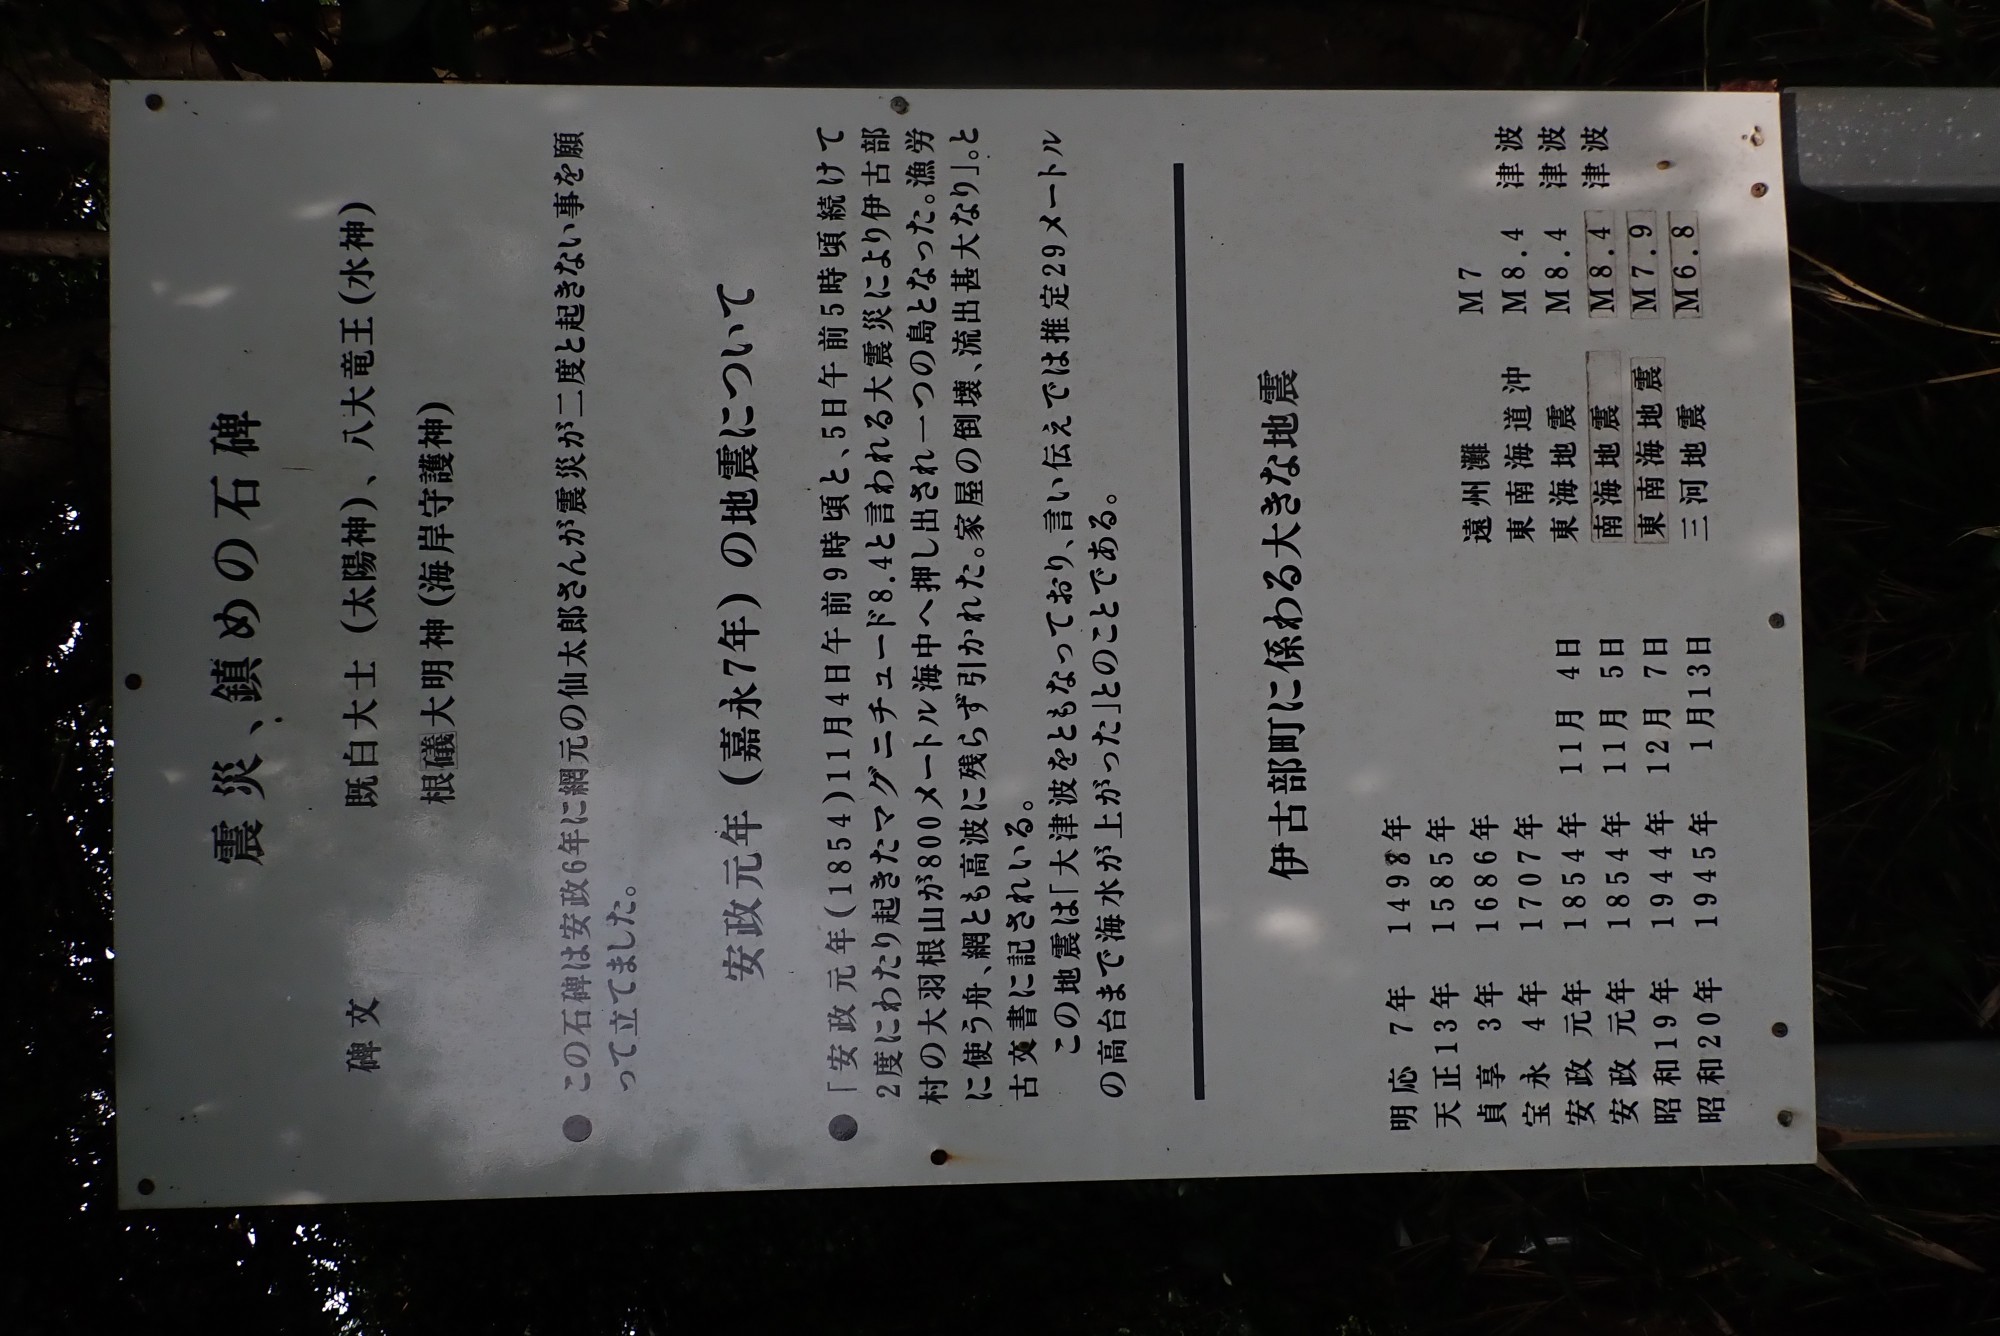 震災、鎮めの石碑
碑文　既白大士（太陽神）、八大竜王（水神）
根礒大明神（海岸守護神）
●この石碑は安政6年に網元の仙太郎さんが震災が二度と起きない事を願
って立てました。
安政元年（嘉永7年）の地震について
●「安政元年（1854）11月4日午前9時頃と、5日午前5時頃続けて
2度にわたり起きたマグニチュード8.4と言われる大震災により伊古部
村の大羽根山が800メートル海中へ押し出され一つの島となった。漁労
に使う舟、網とも高波に残らず引かれた。家屋の倒壊、流出甚大なり」。と
古文書に記されいる。
この地震は「大津波をともなっており、言い伝えでは推定29メートル
の高台まで海水が上がった」とのことである。
伊古部町に係わる大きな地震
明応 7年　1498年
天正13年　1585年
貞享 3年　1686年　遠州灘　M7
宝永 4年　1707年　東南海道沖　M8.4　津波
安政 元年　1854年　11月 4日　東海地震　M8.4　津波
安政 元年　1854年　11月 5日　南海地震　M8.4　津波
昭和19年　1944年　12月 7日　東南海地震　M7.9
昭和20年　1945年　1月13日　三河地震　M6.8